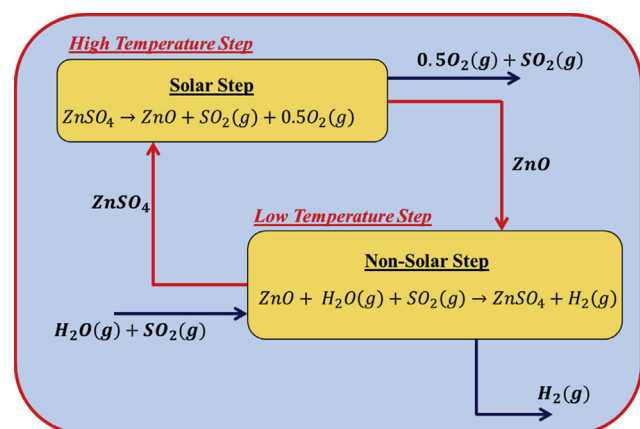 High Temperature Step
0.5O₂(g) + SO₂(g)
Solar Step
ZnSO₄ → ZnO + SO₂(g) + 0.5O₂(g)
ZnO
ZnSO₄
Low Temperature Step
Non-Solar Step
ZnO + H₂O(g) + SO₂(g) → ZnSO₄ + H₂(g)
H₂O(g) + SO₂(g)
H₂(g)